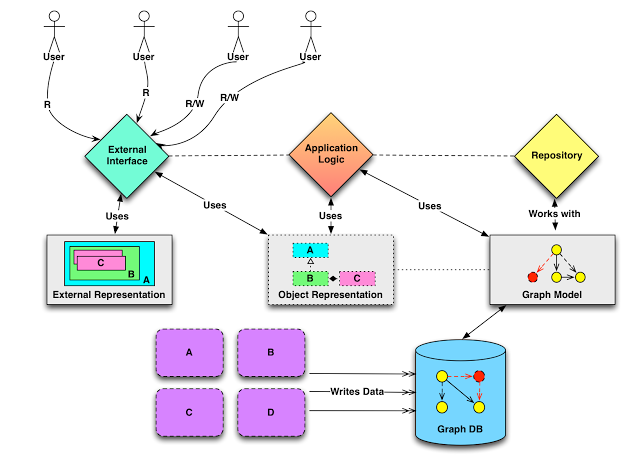 User
User
User
User
R
R
R/W
R/W
External
Interface
Application
Logic
Repository
Uses
Uses
Uses
Uses
Works with
C
B
A
External Representation
A
B
C
Object Representation
Graph Model
A
B
C
D
Writes Data
Graph DB